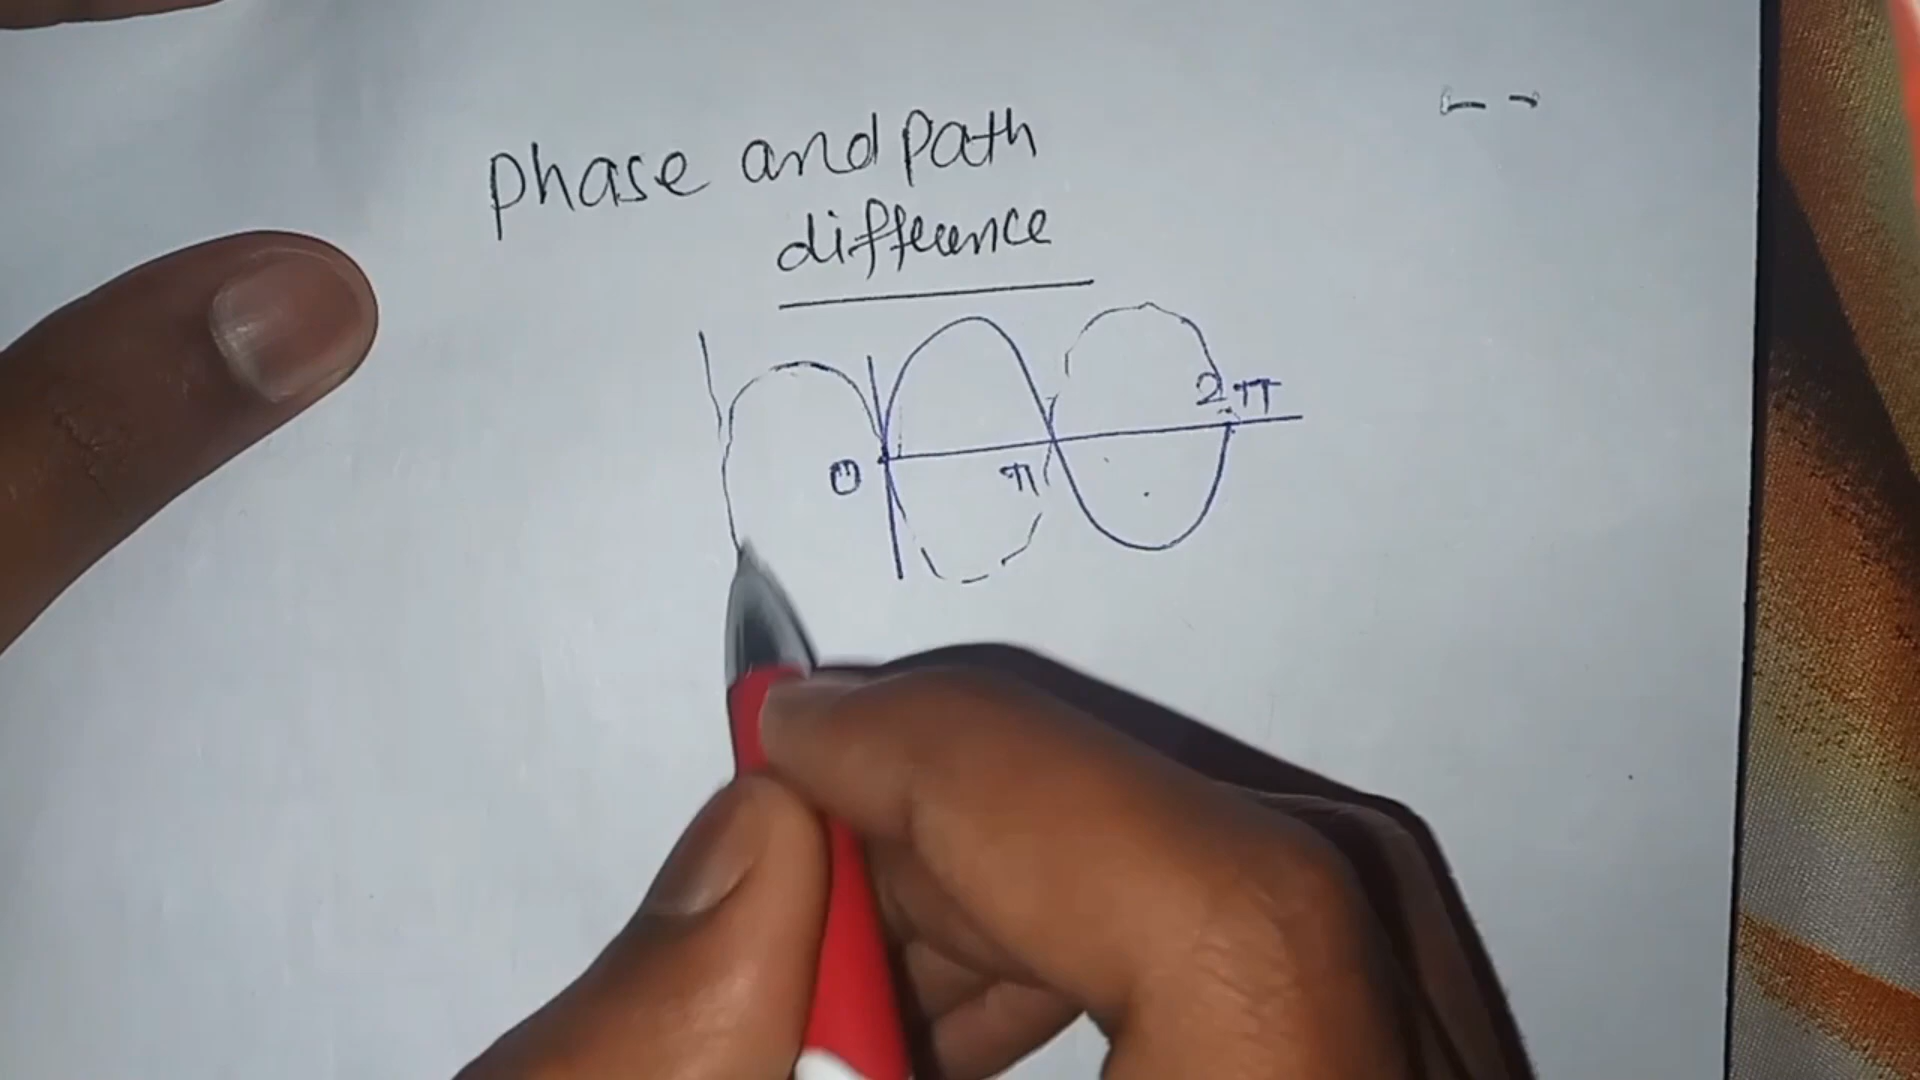 Phase and Path
difference
2π
0
π